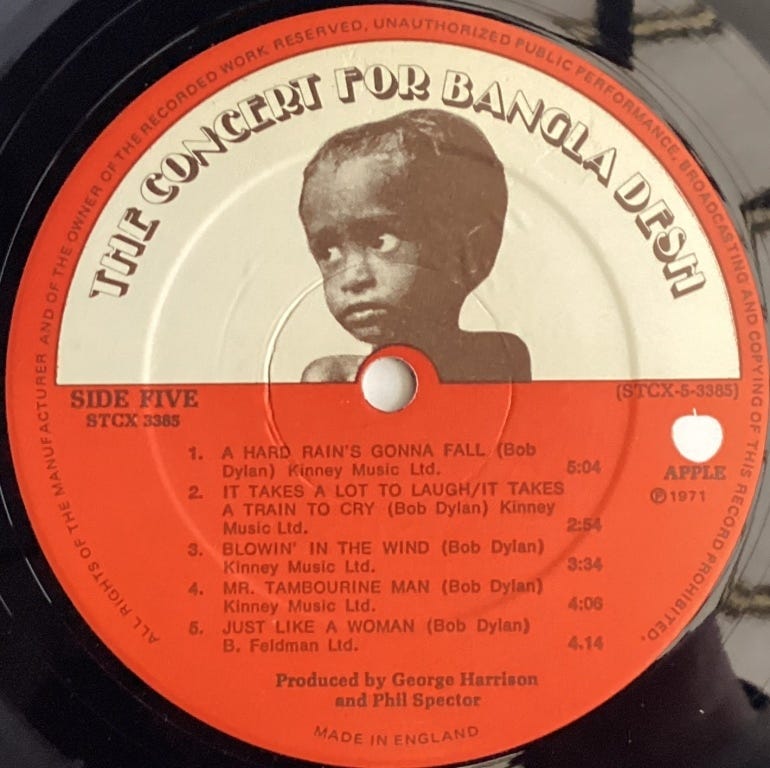 ALL RIGHTS OF THE MANUFACTURER AND OF THE OWNER OF THE RECORDED WORK RESERVED, UNAUTHORIZED PUBLIC PERFORMANCE, BROADCASTING AND COPYING OF THIS RECORD PROHIBITED.
THE CONCERT FOR BANGLA DESH
SIDE FIVE
STCX 3385
(STCX-5-3385)
APPLE
℗ 1971
1. A HARD RAIN'S GONNA FALL (Bob
Dylan) Kinney Music Ltd. 5:04
2. IT TAKES A LOT TO LAUGH/IT TAKES
A TRAIN TO CRY (Bob Dylan) Kinney
Music Ltd. 2:54
3. BLOWIN' IN THE WIND (Bob Dylan)
Kinney Music Ltd. 3:34
4. MR. TAMBOURINE MAN (Bob Dylan)
Kinney Music Ltd. 4:06
5. JUST LIKE A WOMAN (Bob Dylan)
B. Feldman Ltd. 4.14
Produced by George Harrison
and Phil Spector
MADE IN ENGLAND